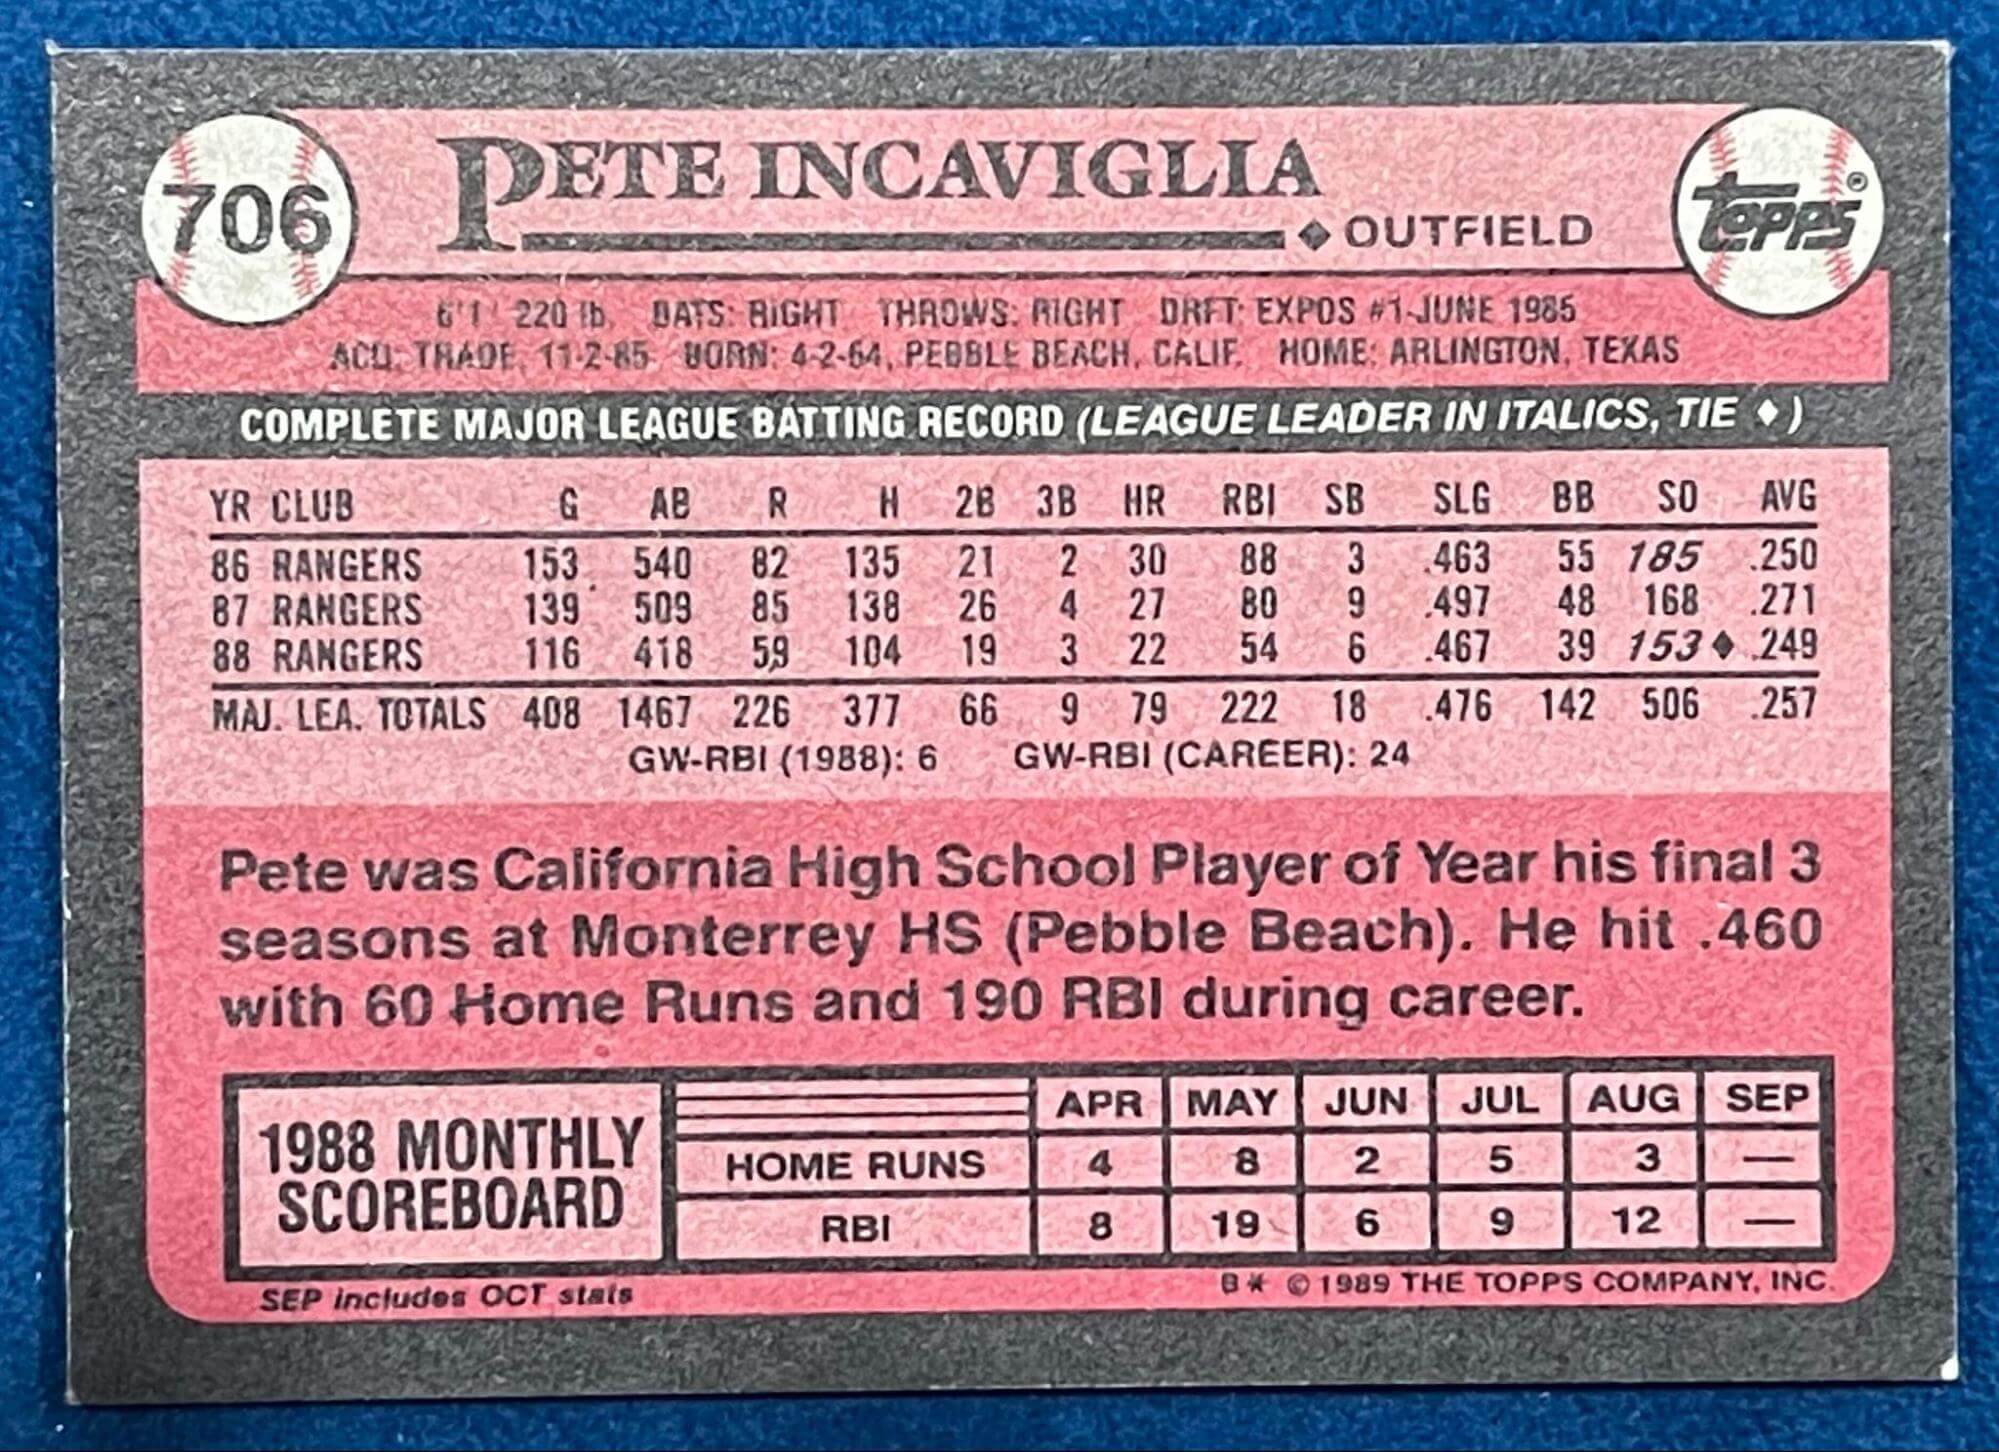 706
PETE INCAVIGLIA
◆ OUTFIELD
TOPPS®
6'1" 220 lb. BATS: RIGHT THROWS: RIGHT DRFT: EXPOS #1-JUNE 1985
ACQ: TRADE, 11-2-85 BORN: 4-2-64, PEBBLE BEACH, CALIF. HOME: ARLINGTON, TEXAS
COMPLETE MAJOR LEAGUE BATTING RECORD (LEAGUE LEADER IN ITALICS, TIE ♦)
YR CLUB G AB R H 2B 3B HR RBI SB SLG BB SO AVG
86 RANGERS 153 540 82 135 21 2 30 88 3 .463 55 185 .250
87 RANGERS 139 509 85 138 26 4 27 80 9 .497 48 168 .271
88 RANGERS 116 418 59 104 19 3 22 54 6 .467 39 153♦ .249
MAJ. LEA. TOTALS 408 1467 226 377 66 9 79 222 18 .476 142 506 .257
GW-RBI (1988): 6 GW-RBI (CAREER): 24
Pete was California High School Player of Year his final 3
seasons at Monterrey HS (Pebble Beach). He hit .460
with 60 Home Runs and 190 RBI during career.
1988 MONTHLY
SCOREBOARD
APR MAY JUN JUL AUG SEP
HOME RUNS 4 8 2 5 3 —
RBI 8 19 6 9 12 —
SEP includes OCT stats
B* © 1989 THE TOPPS COMPANY, INC.